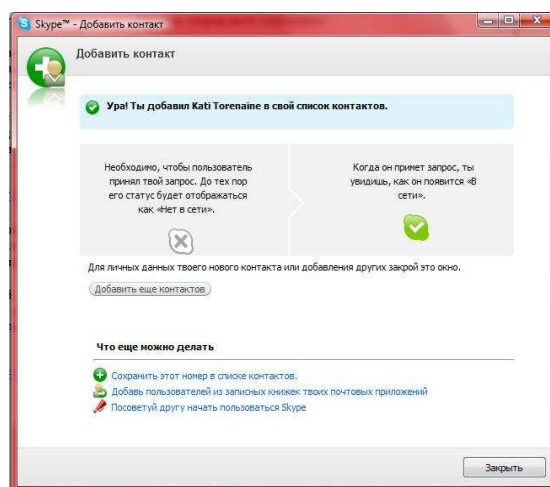 Skype™ - Добавить контакт
Добавить контакт
Ура! Ты добавил Kati Torenaine в свой список контактов.
Необходимо, чтобы пользователь
принял твой запрос. До тех пор
его статус будет отображаться
как «Нет в сети».
Когда он примет запрос, ты
увидишь, как он появится «В
сети».
Для личных данных твоего нового контакта или добавления других закрой это окно.
Добавить еще контактов
Что еще можно делать
Сохранить этот номер в списке контактов.
Добавь пользователей из записных книжек твоих почтовых приложений
Посоветуй другу начать пользоваться Skype
Закрыть